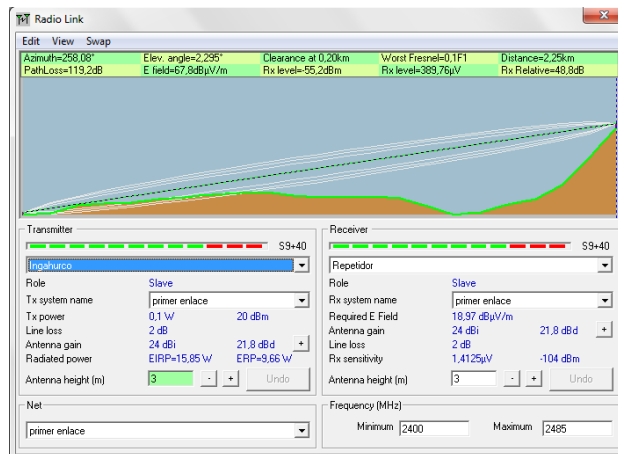 Radio Link
Edit View Swap
Azimuth=258,08° Elev. angle=2,295° Clearance at 0,20km Worst Fresnel=0,1F1 Distance=2,25km
PathLoss=119,2dB E field=67,8dBµV/m Rx level=-55,2dBm Rx level=389,76µV Rx Relative=48,8dB
Transmitter Receiver
S9+40 S9+40
Ingahurco Repetidor
Role Slave Role Slave
Tx system name primer enlace Rx system name primer enlace
Tx power 0,1 W 20 dBm Required E Field 18,97 dBµV/m
Line loss 2 dB Antenna gain 24 dBi 21,8 dBd +
Antenna gain 24 dBi 21,8 dBd + Line loss 2 dB
Radiated power EIRP=15,85 W ERP=9,66 W Rx sensitivity 1,4125µV -104 dBm
Antenna height (m) 3 - + Undo Antenna height (m) 3 - + Undo
Net Frequency (MHz)
primer enlace Minimum 2400 Maximum 2485